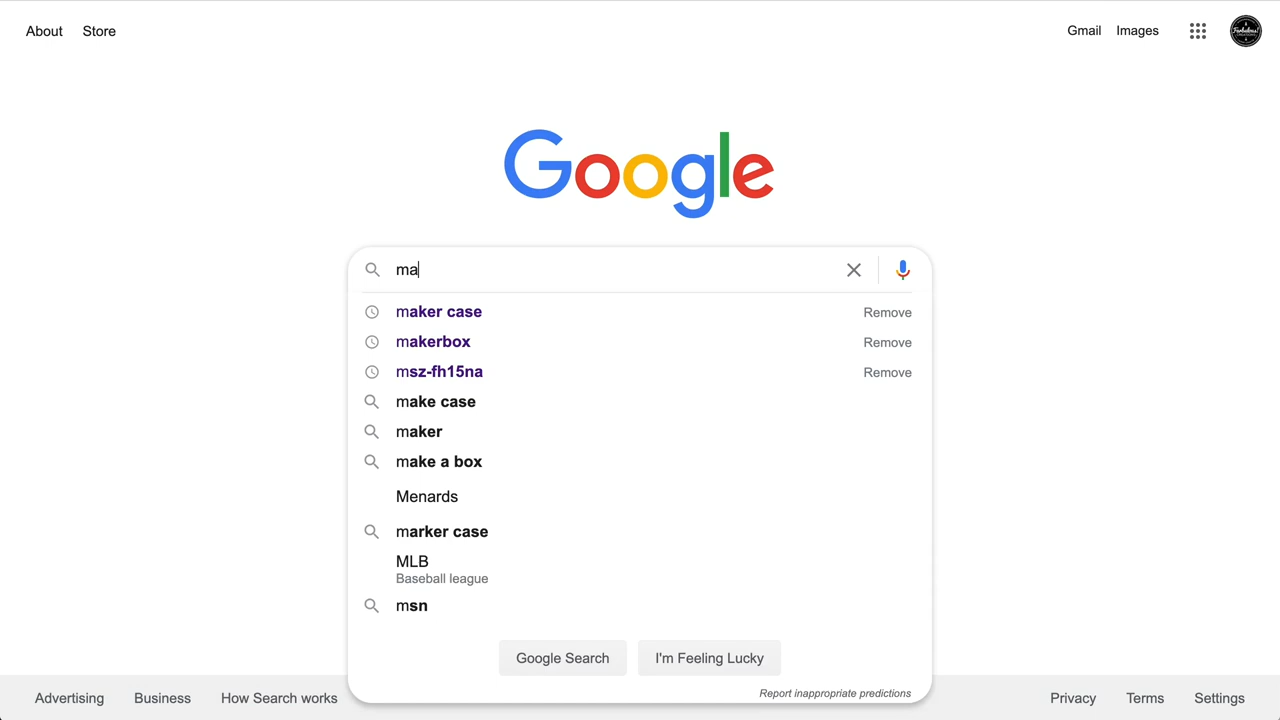 About Store Gmail Images
Google
ma
maker case Remove
makerbox Remove
msz-fh15na Remove
make case
maker
make a box
Menards
marker case
MLB
Baseball league
msn
Google Search I'm Feeling Lucky
Report inappropriate predictions
Advertising Business How Search works Privacy Terms Settings